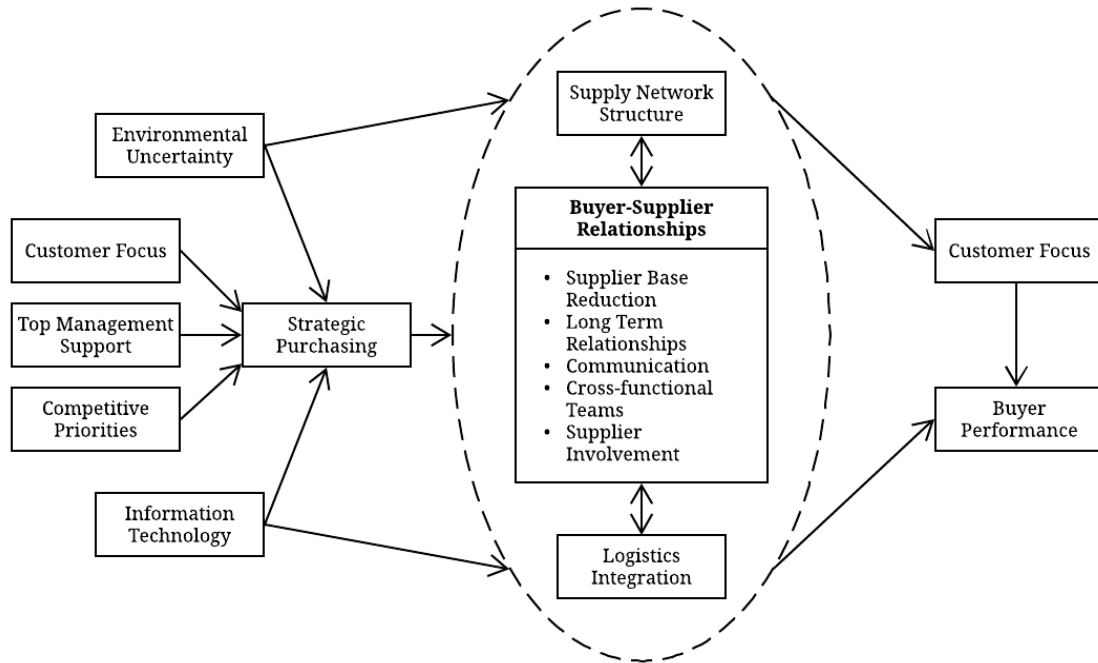 Environmental
Uncertainty
Customer Focus
Top Management
Support
Competitive
Priorities
Information
Technology
Strategic
Purchasing
Supply Network
Structure
Buyer-Supplier
Relationships
• Supplier Base
Reduction
• Long Term
Relationships
• Communication
• Cross-functional
Teams
• Supplier
Involvement
Logistics
Integration
Customer Focus
Buyer
Performance